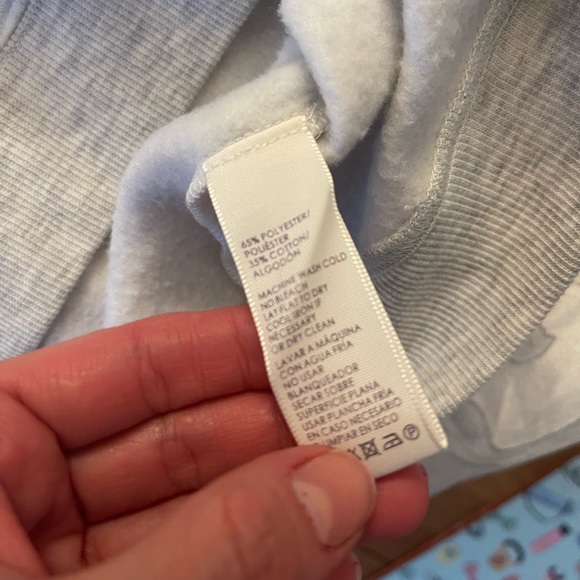 65% POLYESTER/
POLIÉSTER
35% COTTON/
ALGODÓN
MACHINE WASH COLD
NO BLEACH
LAY FLAT TO DRY
COOL IRON IF
NECESSARY
OR DRY CLEAN
LAVAR A MÁQUINA
CON AGUA FRÍA
NO USAR
BLANQUEADOR
SECAR SOBRE
SUPERFICIE PLANA
USAR PLANCHA FRÍA
EN CASO NECESARIO
O LIMPIAR EN SECO
P